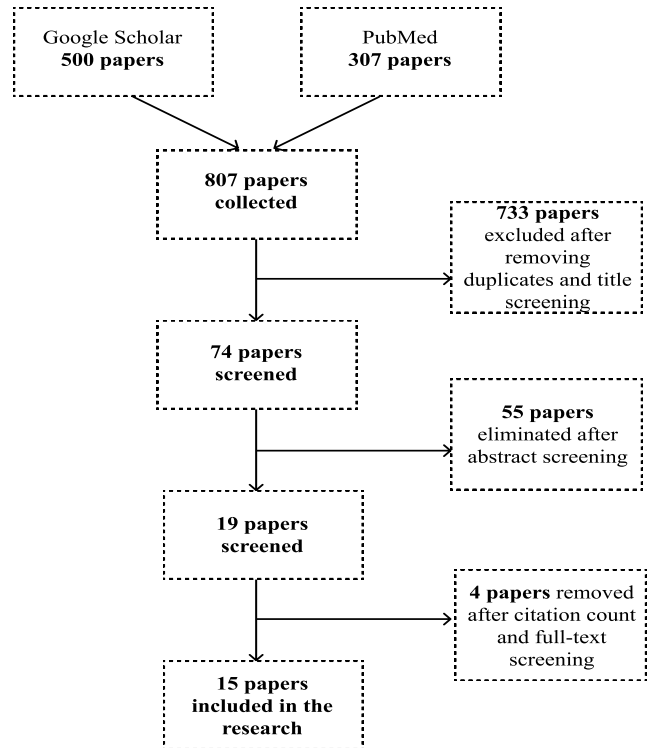 Google Scholar
500 papers
PubMed
307 papers
807 papers
collected
733 papers
excluded after
removing
duplicates and title
screening
74 papers
screened
55 papers
eliminated after
abstract screening
19 papers
screened
4 papers removed
after citation count
and full-text
screening
15 papers
included in the
research